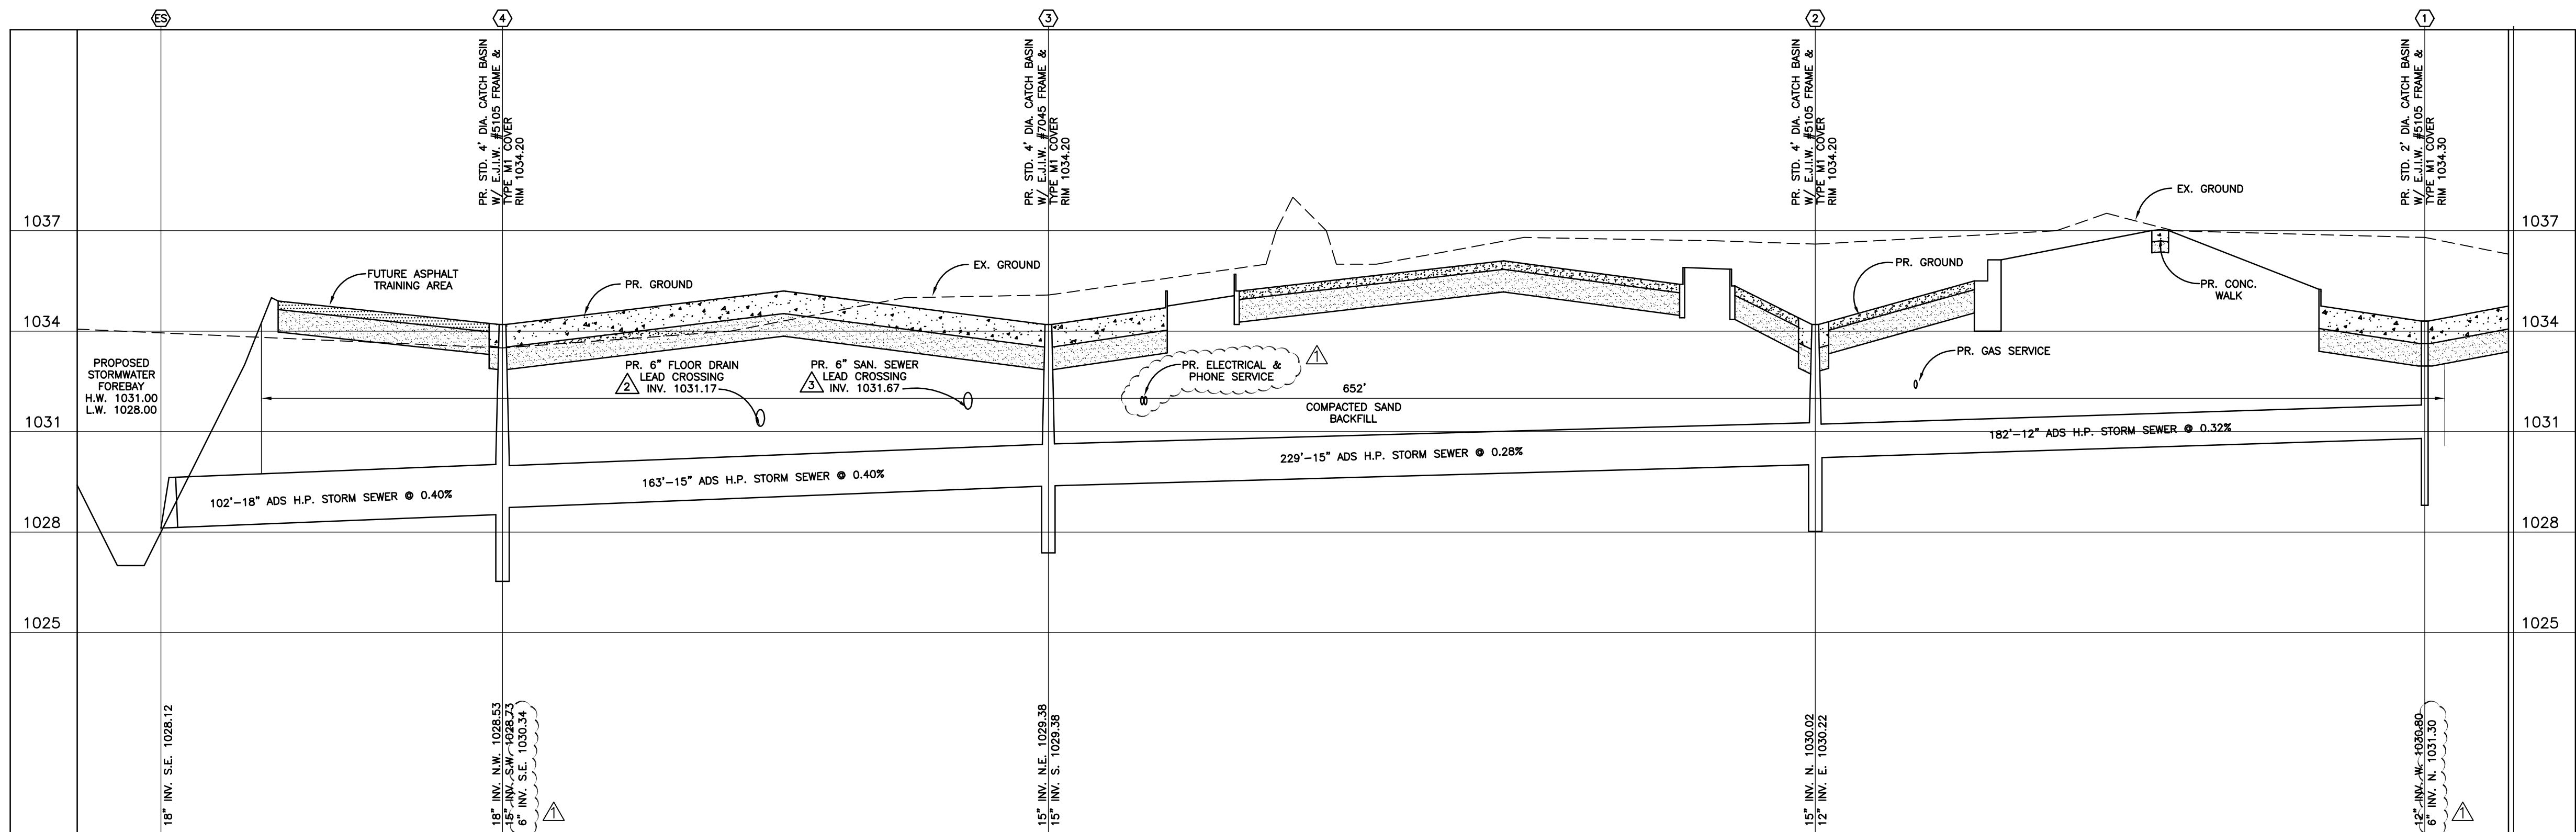 ES
4
3
2
1
PR. STD. 4' DIA. CATCH BASIN
W/ E.J.I.W. #5105 FRAME &
TYPE M1 COVER
RIM 1034.20
PR. STD. 4' DIA. CATCH BASIN
W/ E.J.I.W. #7045 FRAME &
TYPE M1 COVER
RIM 1034.20
PR. STD. 4' DIA. CATCH BASIN
W/ E.J.I.W. #5105 FRAME &
TYPE M1 COVER
RIM 1034.20
PR. STD. 2' DIA. CATCH BASIN
W/ E.J.I.W. #5105 FRAME &
TYPE M1 COVER
RIM 1034.30
1037
1034
1031
1028
1025
1037
1034
1031
1028
1025
FUTURE ASPHALT
TRAINING AREA
PR. GROUND
EX. GROUND
EX. GROUND
PR. GROUND
PR. CONC.
WALK
PROPOSED
STORMWATER
FOREBAY
H.W. 1031.00
L.W. 1028.00
PR. 6" FLOOR DRAIN
LEAD CROSSING
INV. 1031.17
2
PR. 6" SAN. SEWER
LEAD CROSSING
INV. 1031.67
3
PR. ELECTRICAL &
PHONE SERVICE
1
652'
COMPACTED SAND
BACKFILL
PR. GAS SERVICE
102'-18" ADS H.P. STORM SEWER @ 0.40%
163'-15" ADS H.P. STORM SEWER @ 0.40%
229'-15" ADS H.P. STORM SEWER @ 0.28%
182'-12" ADS H.P. STORM SEWER @ 0.32%
18" INV. S.E. 1028.12
18" INV. N.W. 1028.53
15" INV. S.W. 1028.73
6" INV. S.E. 1030.34
1
15" INV. N.E. 1029.38
15" INV. S. 1029.38
15" INV. N. 1030.02
12" INV. E. 1030.22
12" INV. W. 1030.80
6" INV. N. 1031.30
1